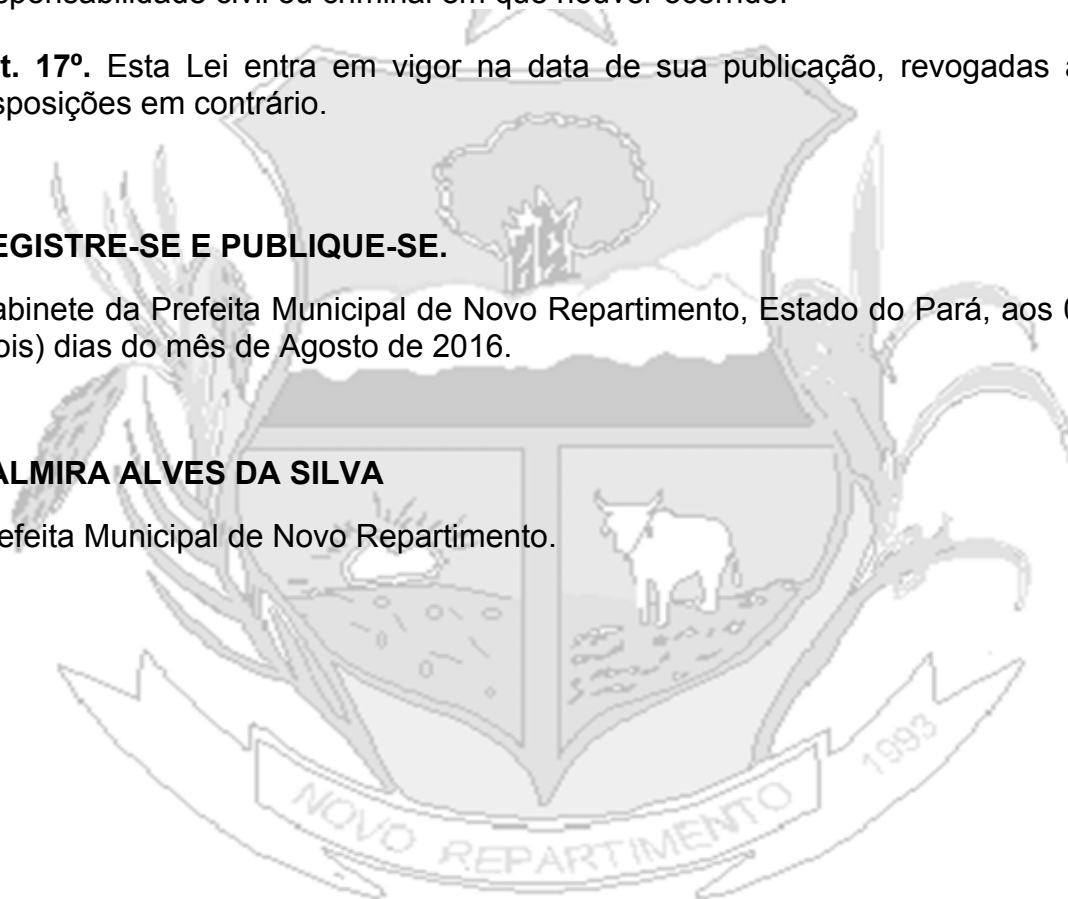 sponsabilidade civil ou criminal em que houver ocorrido.
t. 17º. Esta Lei entra em vigor na data de sua publicação, revogadas a
sposições em contrário.
EGISTRE-SE E PUBLIQUE-SE.
abinete da Prefeita Municipal de Novo Repartimento, Estado do Pará, aos 0
ois) dias do mês de Agosto de 2016.
ALMIRA ALVES DA SILVA
efeita Municipal de Novo Repartimento.
NOVO REPARTIMENTO 1993